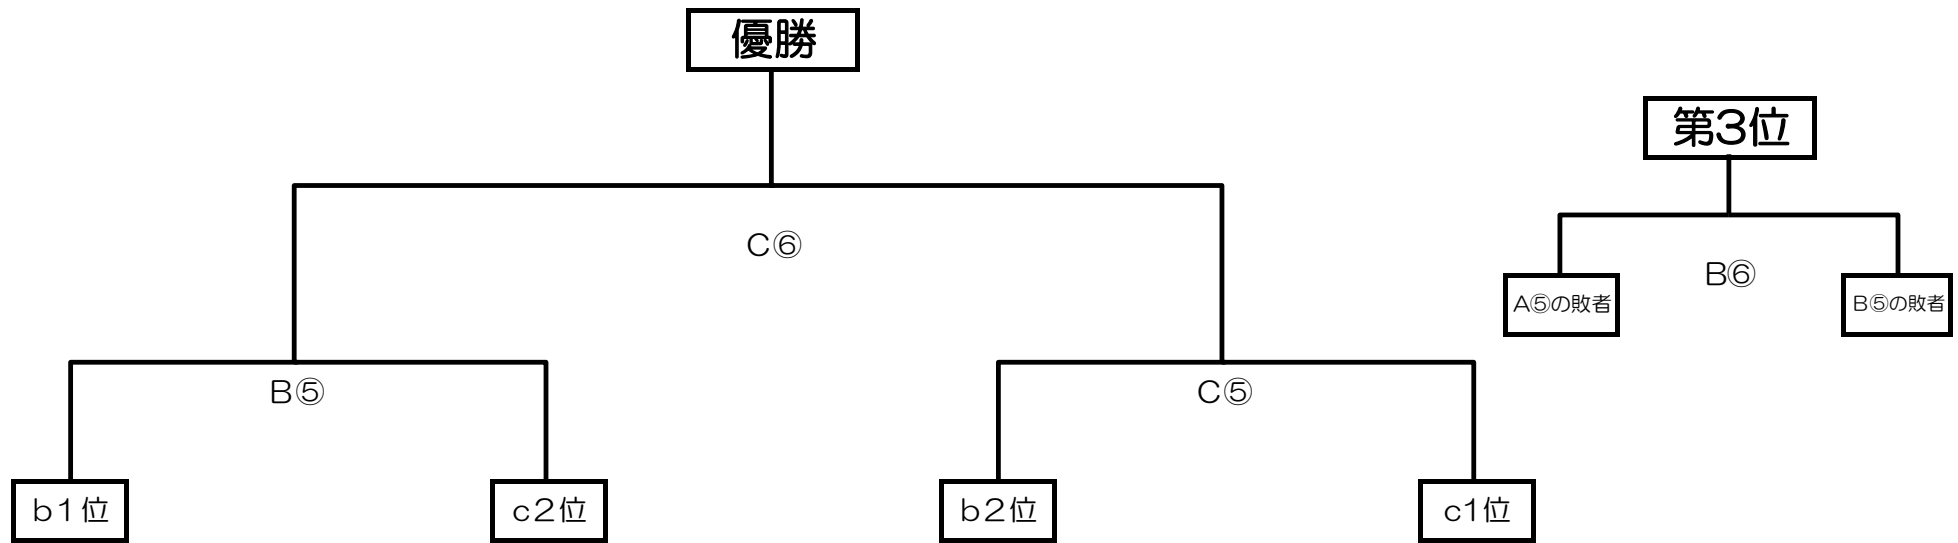 優勝
第3位
C⑥
B⑥
A⑤の敗者
B⑤の敗者
B⑤
C⑤
b1位
c2位
b2位
c1位